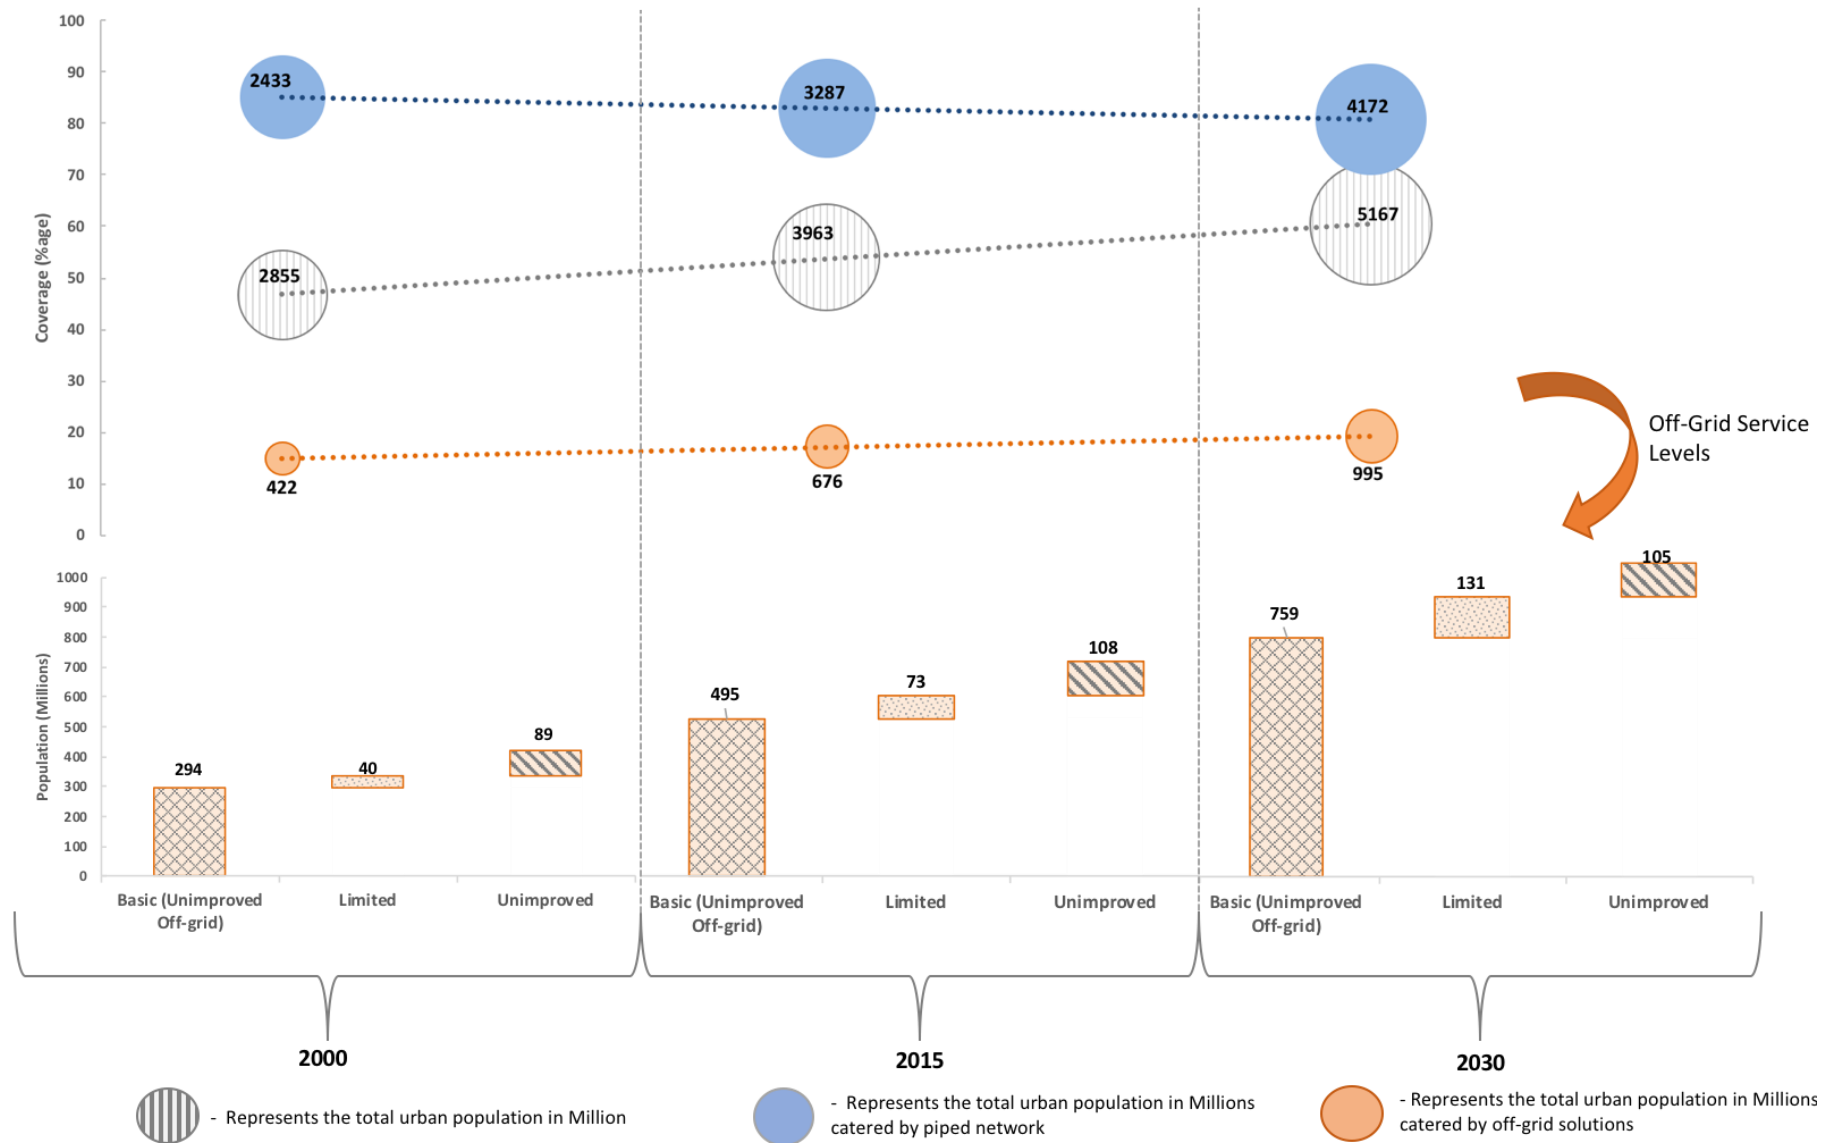 100
90
80
70
60
50
40
30
20
10
0
Coverage (%age)
2433
3287
4172
2855
3963
5167
422
676
995
Off-Grid Service
Levels
1000
900
800
700
600
500
400
300
200
100
0
Population (Millions)
294
40
89
495
73
108
759
131
105
Basic (Unimproved
Off-grid)
Limited
Unimproved
Basic (Unimproved
Off-grid)
Limited
Unimproved
Basic (Unimproved
Off-grid)
Limited
Unimproved
2000
2015
2030
- Represents the total urban population in Million
- Represents the total urban population in Millions
catered by piped network
- Represents the total urban population in Millions
catered by off-grid solutions